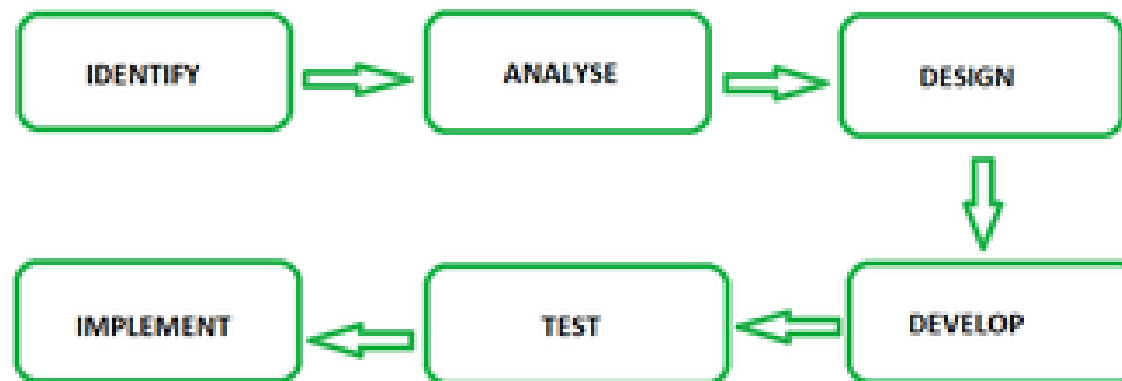 IDENTIFY
ANALYSE
DESIGN
DEVELOP
TEST
IMPLEMENT